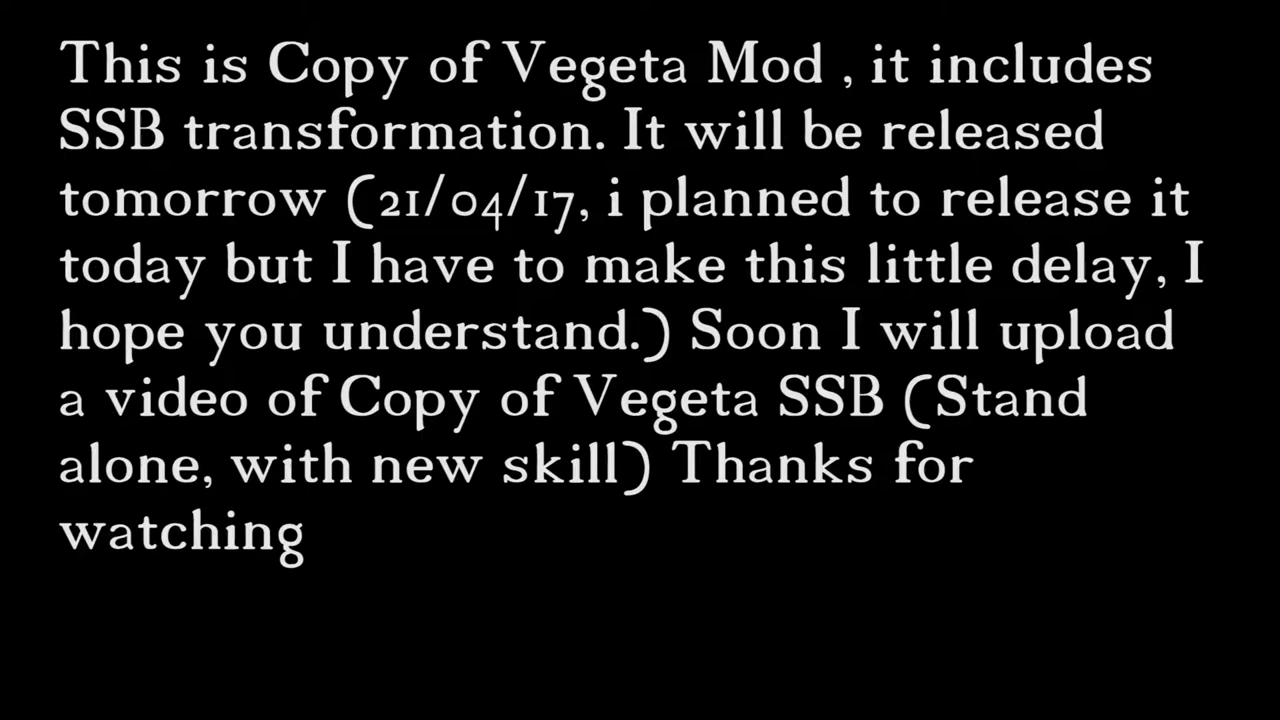 This is Copy of Vegeta Mod , it includes
SSB transformation. It will be released
tomorrow (21/04/17, i planned to release it
today but I have to make this little delay, I
hope you understand.) Soon I will upload
a video of Copy of Vegeta SSB (Stand
alone, with new skill) Thanks for
watching